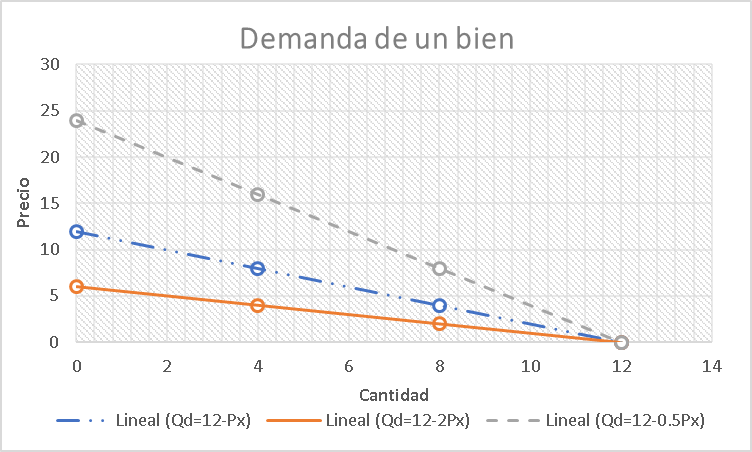 Demanda de un bien
30
25
20
15
10
5
0
Precio
0 2 4 6 8 10 12 14
Cantidad
Lineal (Qd=12-Px) Lineal (Qd=12-2Px) Lineal (Qd=12-0.5Px)